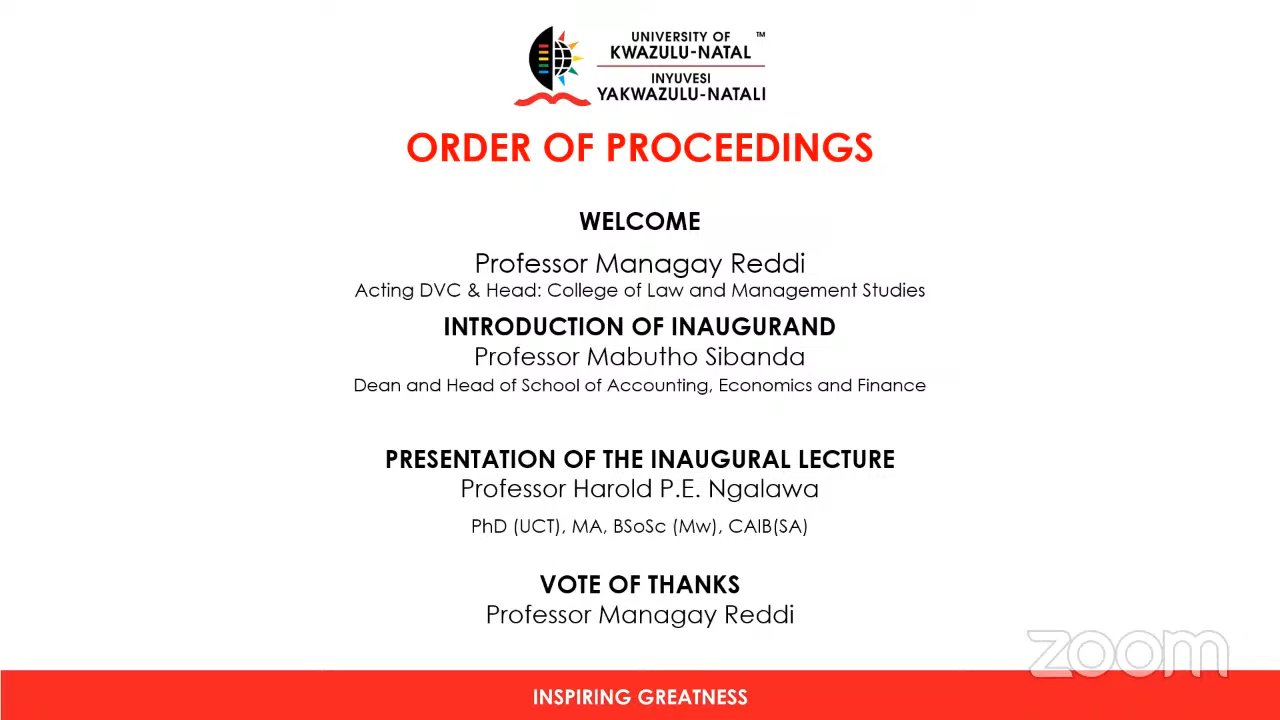 UNIVERSITY OF ™
KWAZULU-NATAL
INYUVESI
YAKWAZULU-NATALI
ORDER OF PROCEEDINGS
WELCOME
Professor Managay Reddi
Acting DVC & Head: College of Law and Management Studies
INTRODUCTION OF INAUGURAND
Professor Mabutho Sibanda
Dean and Head of School of Accounting, Economics and Finance
PRESENTATION OF THE INAUGURAL LECTURE
Professor Harold P.E. Ngalawa
PhD (UCT), MA, BSoSc (Mw), CAIB(SA)
VOTE OF THANKS
Professor Managay Reddi
zoom
INSPIRING GREATNESS